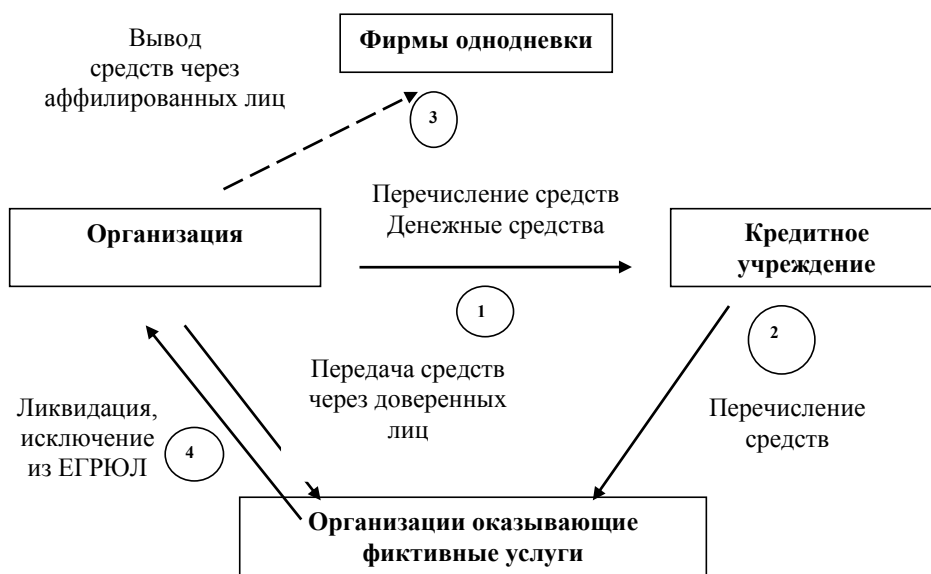 Вывод
средств через
аффилированных лиц
Фирмы однодневки
3
Перечисление средств
Денежные средства
Организация
Кредитное
учреждение
1
2
Передача средств
через доверенных
лиц
Ликвидация,
исключение
из ЕГРЮЛ
4
Перечисление
средств
Организации оказывающие
фиктивные услуги